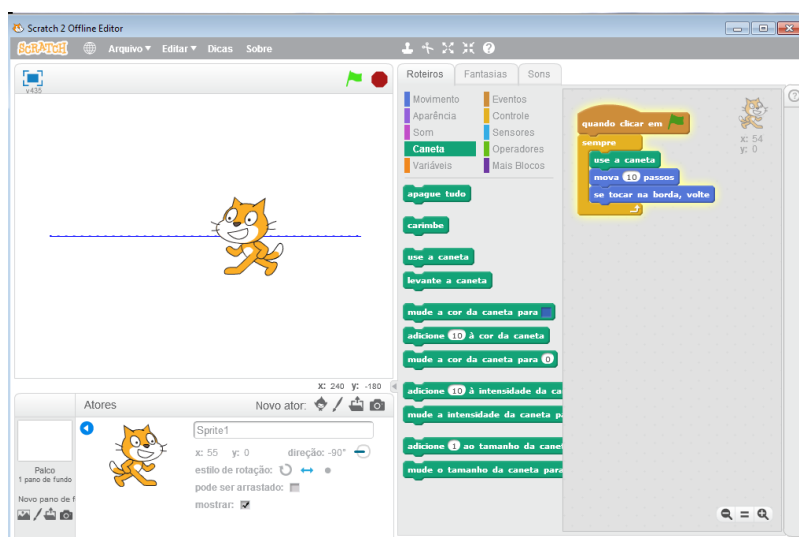 Scratch 2 Offline Editor
SCRATCH Arquivo▼ Editar▼ Dicas Sobre
v435
Roteiros Fantasias Sons
Movimento Eventos
Aparência Controle
Som Sensores
Caneta Operadores
Variáveis Mais Blocos
apague tudo
carimbe
use a caneta
levante a caneta
mude a cor da caneta para
adicione 10 à cor da caneta
mude a cor da caneta para 0
adicione 10 à intensidade da ca
mude a intensidade da caneta p
adicione 1 ao tamanho da cane
mude o tamanho da caneta para
quando clicar em
sempre
use a caneta
mova 10 passos
se tocar na borda, volte
x: 54
y: 0
X: 240 y: -180
Atores Novo ator:
Sprite1
x: 55 y: 0 direção: -90°
estilo de rotação:
pode ser arrastado:
mostrar:
Palco
1 pano de fundo
Novo pano de f